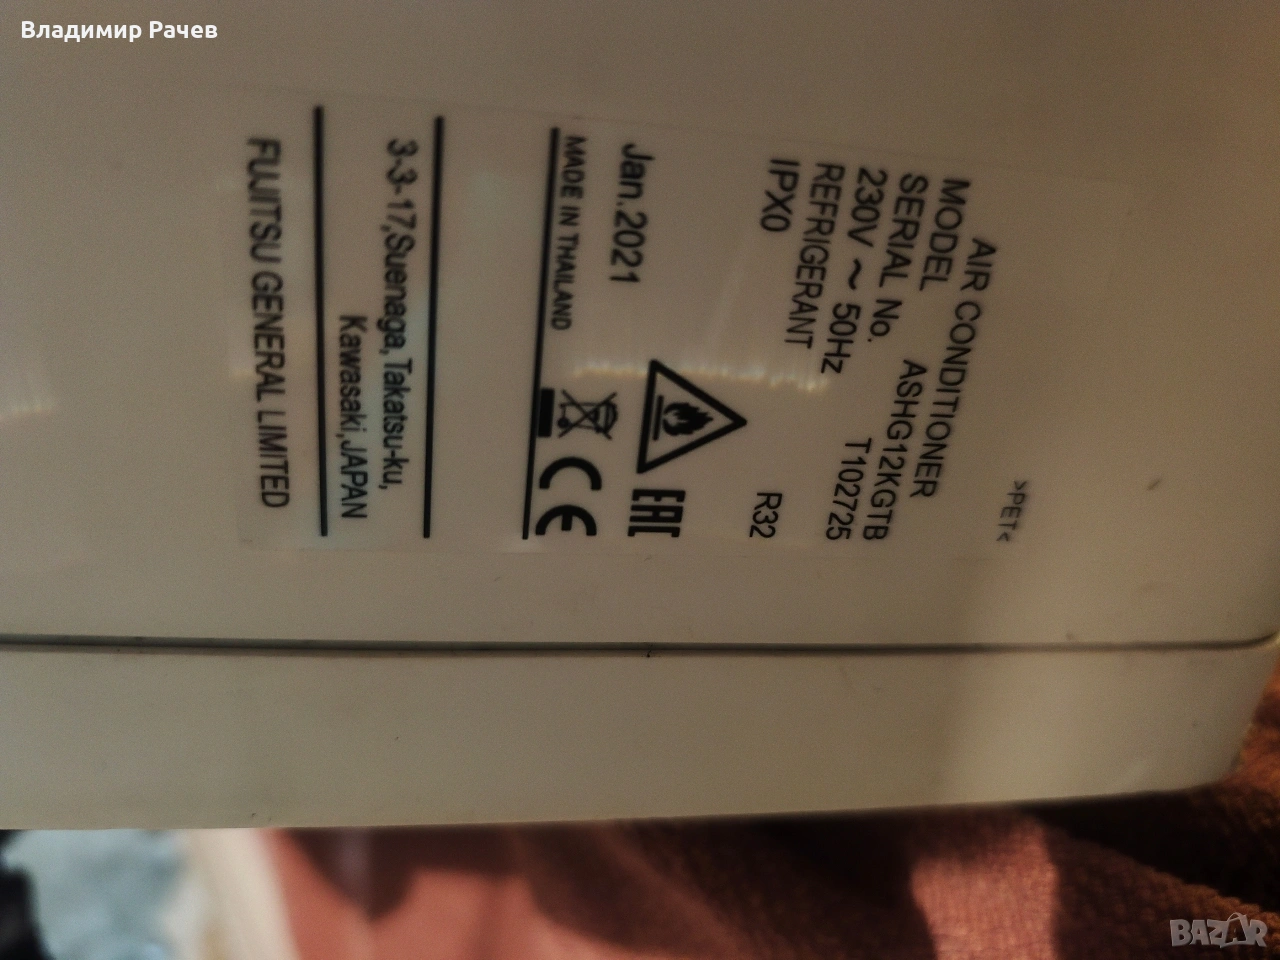 Владимир Рачев
>PET<
AIR CONDITIONER
MODEL ASHG12KGTB
SERIAL No. T102725
230V ~ 50Hz
REFRIGERANT R32
IPX0
Jan.2021
EAC
MADE IN THAILAND
CE
3-3-17,Suenaga,Takatsu-ku,
Kawasaki,JAPAN
FUJITSU GENERAL LIMITED
BAZAR